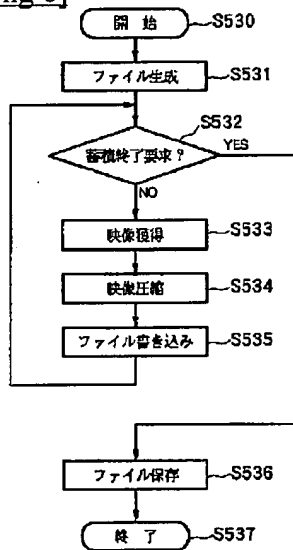 開 始 S530
ファイル生成 S531
S532
蓄積終了要求？ YES
NO
映像獲得 S533
映像圧縮 S534
ファイル書き込み S535
ファイル保存 S536
終 了 S537